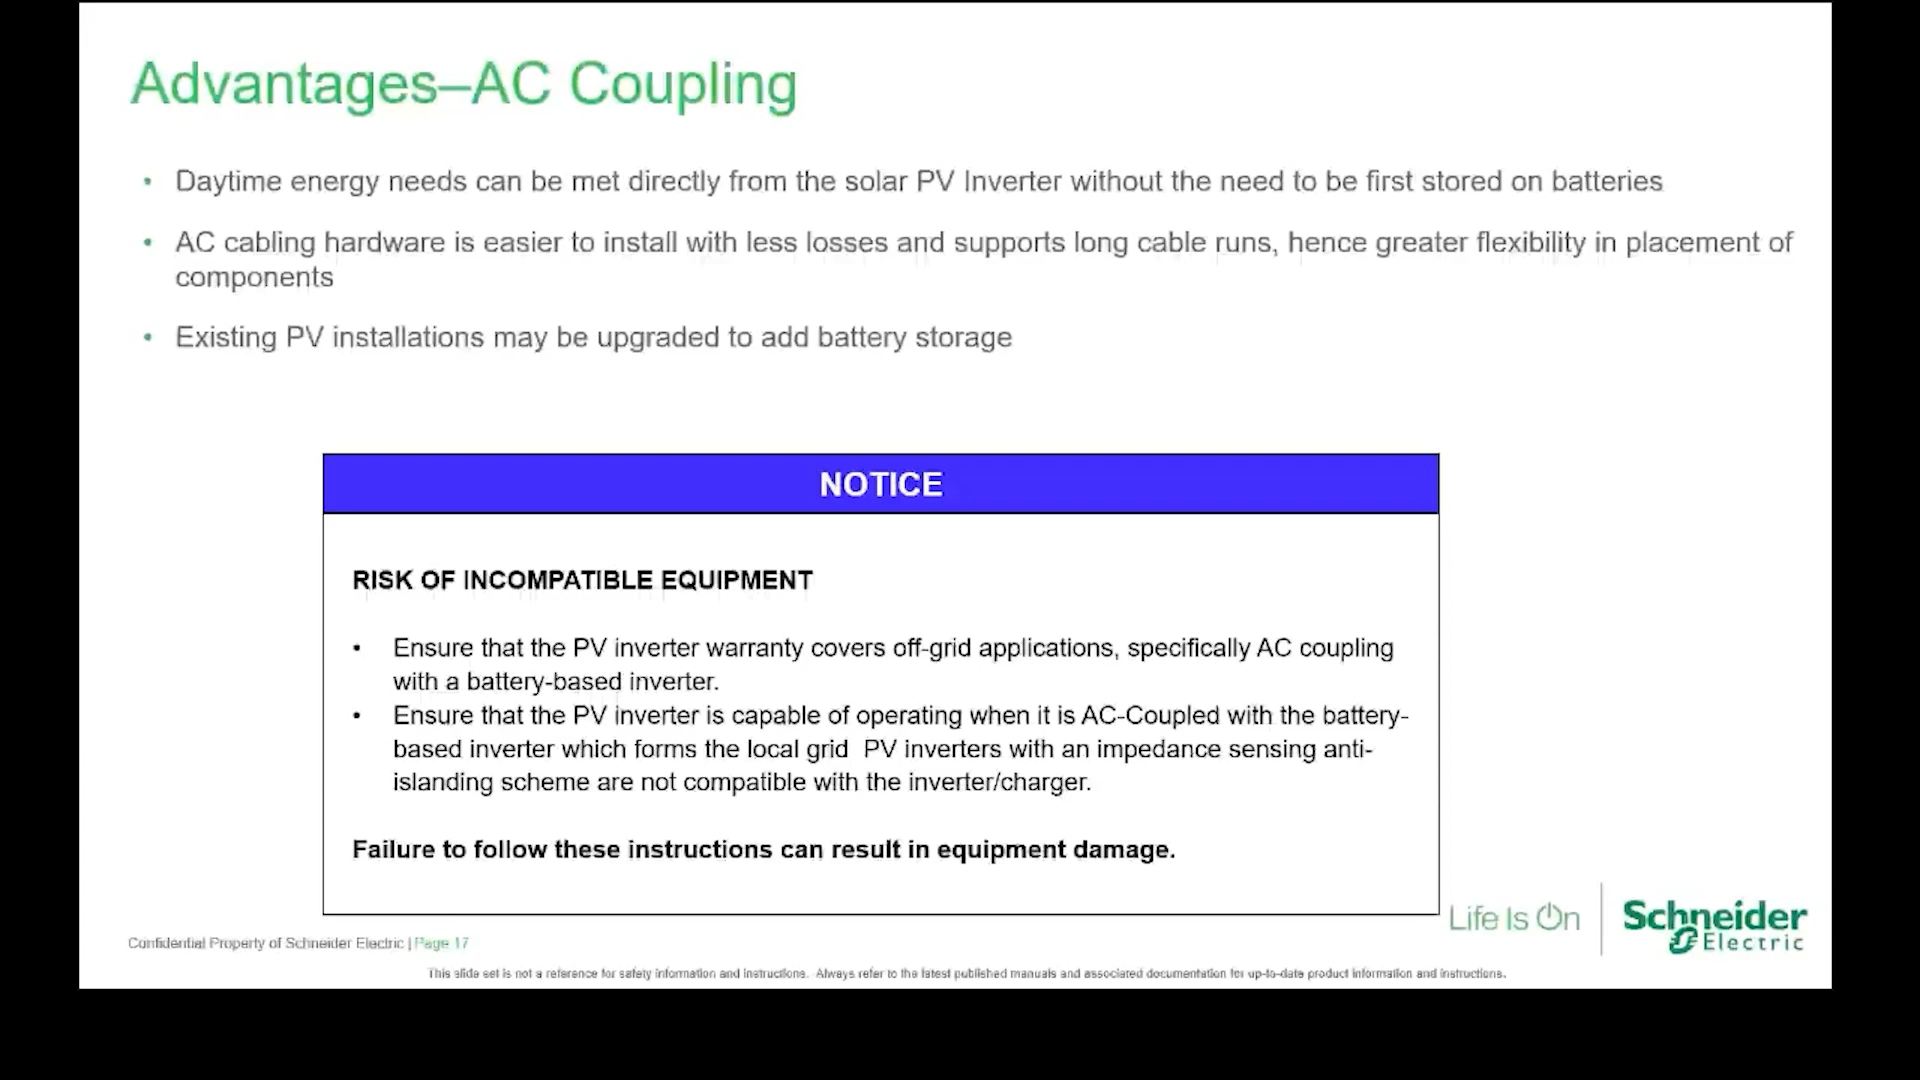 Advantages–AC Coupling
• Daytime energy needs can be met directly from the solar PV Inverter without the need to be first stored on batteries
• AC cabling hardware is easier to install with less losses and supports long cable runs, hence greater flexibility in placement of
components
• Existing PV installations may be upgraded to add battery storage
NOTICE
RISK OF INCOMPATIBLE EQUIPMENT
• Ensure that the PV inverter warranty covers off-grid applications, specifically AC coupling
with a battery-based inverter.
• Ensure that the PV inverter is capable of operating when it is AC-Coupled with the battery-
based inverter which forms the local grid  PV inverters with an impedance sensing anti-
islanding scheme are not compatible with the inverter/charger.
Failure to follow these instructions can result in equipment damage.
Life Is On
Schneider
Electric
Confidential Property of Schneider Electric | Page 17
This slide set is not a reference for safety information and instructions. Always refer to the latest published manuals and associated documentation for up-to-date product information and instructions.